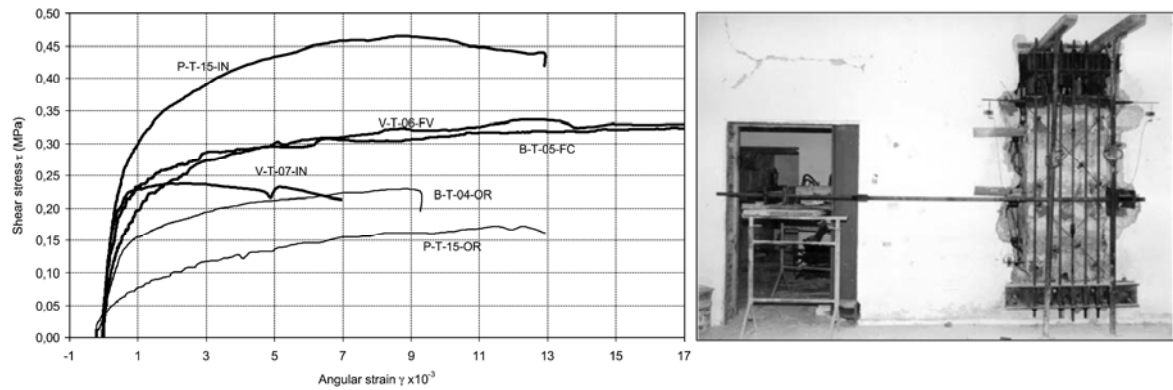 0,50
0,45
0,40
0,35
0,30
0,25
0,20
0,15
0,10
0,05
0,00
Shear stress τ (MPa)
P-T-15-IN
V-T-06-FV
B-T-05-FC
V-T-07-IN
B-T-04-OR
P-T-15-OR
-1 1 3 5 7 9 11 13 15 17
Angular strain γ x10⁻³